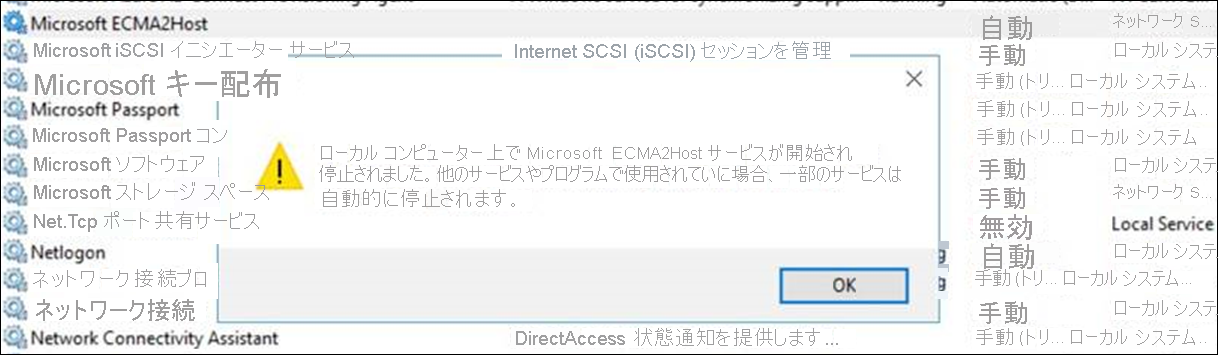 Microsoft ECMA2Host 自動 ネットワーク S...
Microsoft iSCSI イニシエーター サービス Internet SCSI (iSCSI) セッションを管理 手動 ローカル システ
Microsoft キー配布 手動 (トリ... ローカル システム...
Microsoft Passport 手動 (トリ... ローカル システム...
Microsoft Passport コン 手動 (トリ... ローカル システム...
Microsoft ソフトウェア 手動 ローカル システ
Microsoft ストレージ スペース 手動 ネットワーク S...
Net.Tcp ポート共有サービス 無効 Local Service
Netlogon 自動 ローカル システ
ネットワーク接続ブロ 手動 (トリ... ローカル システム...
ネットワーク接続 手動 ローカル システ
Network Connectivity Assistant DirectAccess 状態通知を提供します... 手動 (トリ... ローカル システム...
ローカル コンピューター上で Microsoft ECMA2Host サービスが開始され
停止されました。他のサービスやプログラムで使用されていに場合、一部のサービスは
自動的に停止されます。
OK